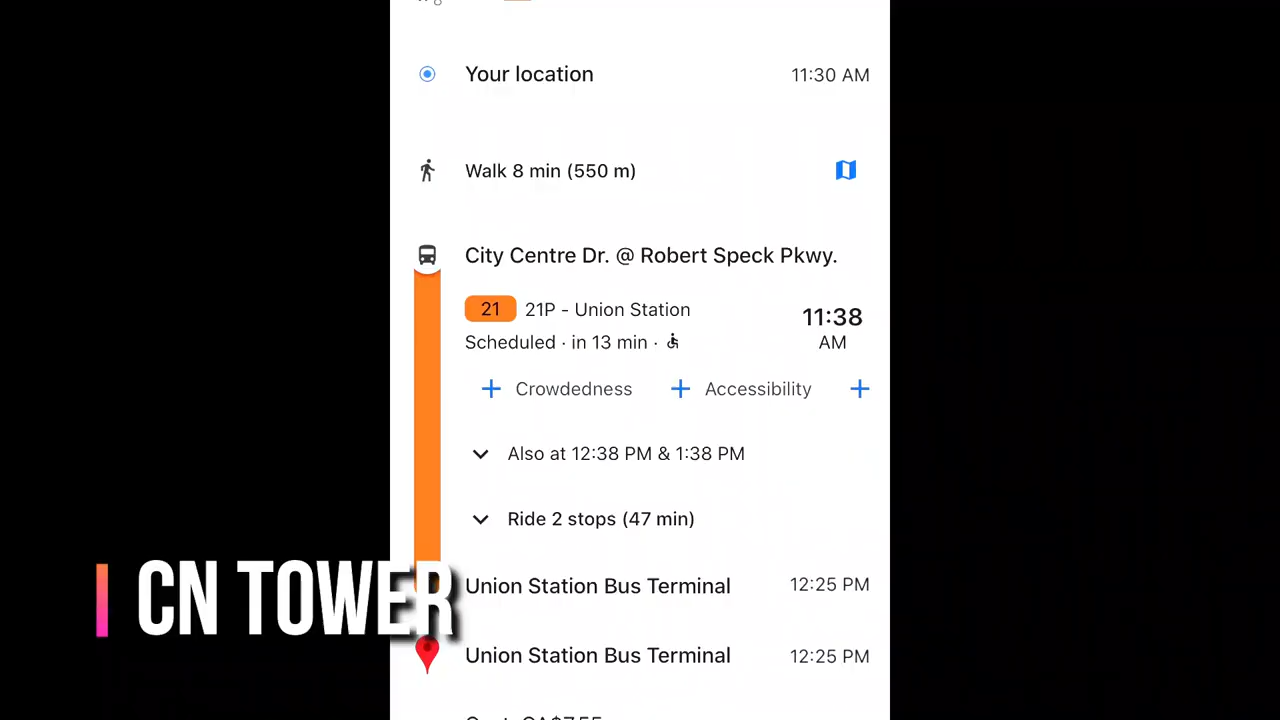 Your location 11:30 AM
Walk 8 min (550 m)
City Centre Dr. @ Robert Speck Pkwy.
21 21P - Union Station 11:38
Scheduled · in 13 min · AM
Crowdedness Accessibility
Also at 12:38 PM & 1:38 PM
Ride 2 stops (47 min)
Union Station Bus Terminal 12:25 PM
CN TOWER
Union Station Bus Terminal 12:25 PM